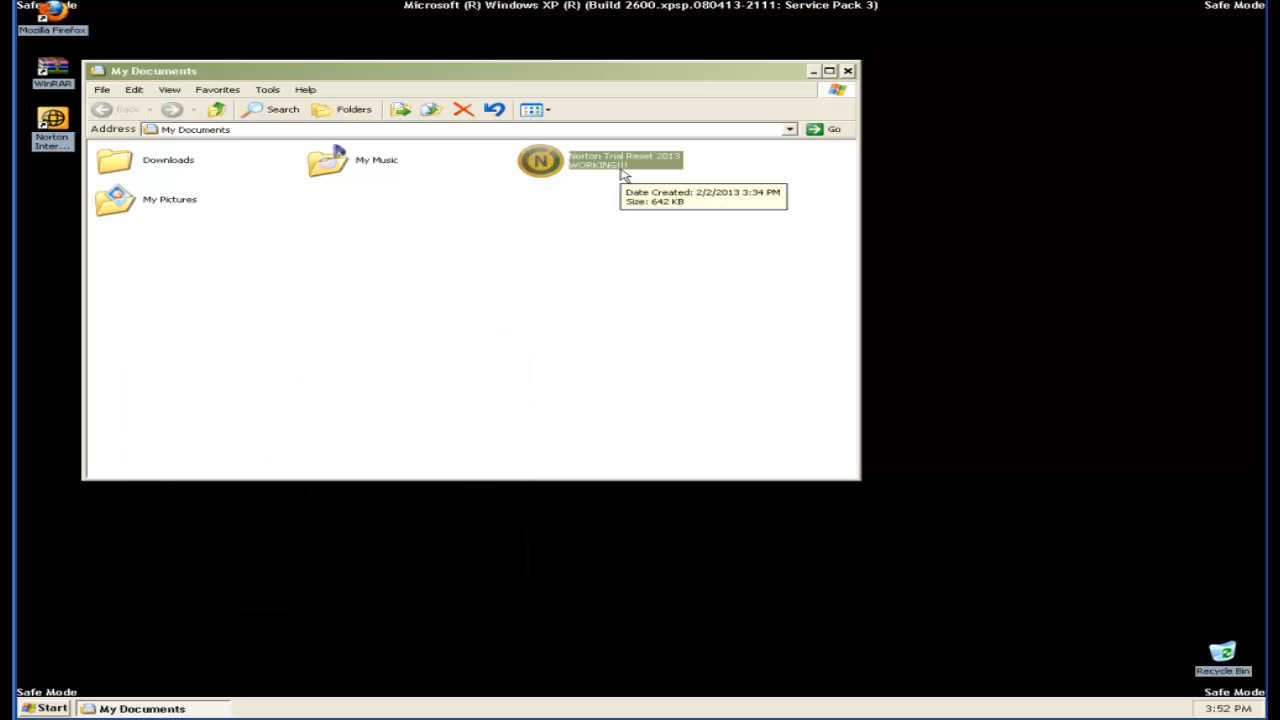 Safe Mode
Microsoft (R) Windows XP (R) (Build 2600.xpsp.080413-2111: Service Pack 3)
Safe Mode
Mozilla Firefox
WinRAR
Norton
Inter...
My Documents
File Edit View Favorites Tools Help
Back Search Folders
Address My Documents Go
Downloads
My Music
Norton Trial Reset 2013
WORKING!!!
Date Created: 2/2/2013 3:34 PM
Size: 642 KB
My Pictures
Recycle Bin
Safe Mode
Safe Mode
Start My Documents 3:52 PM